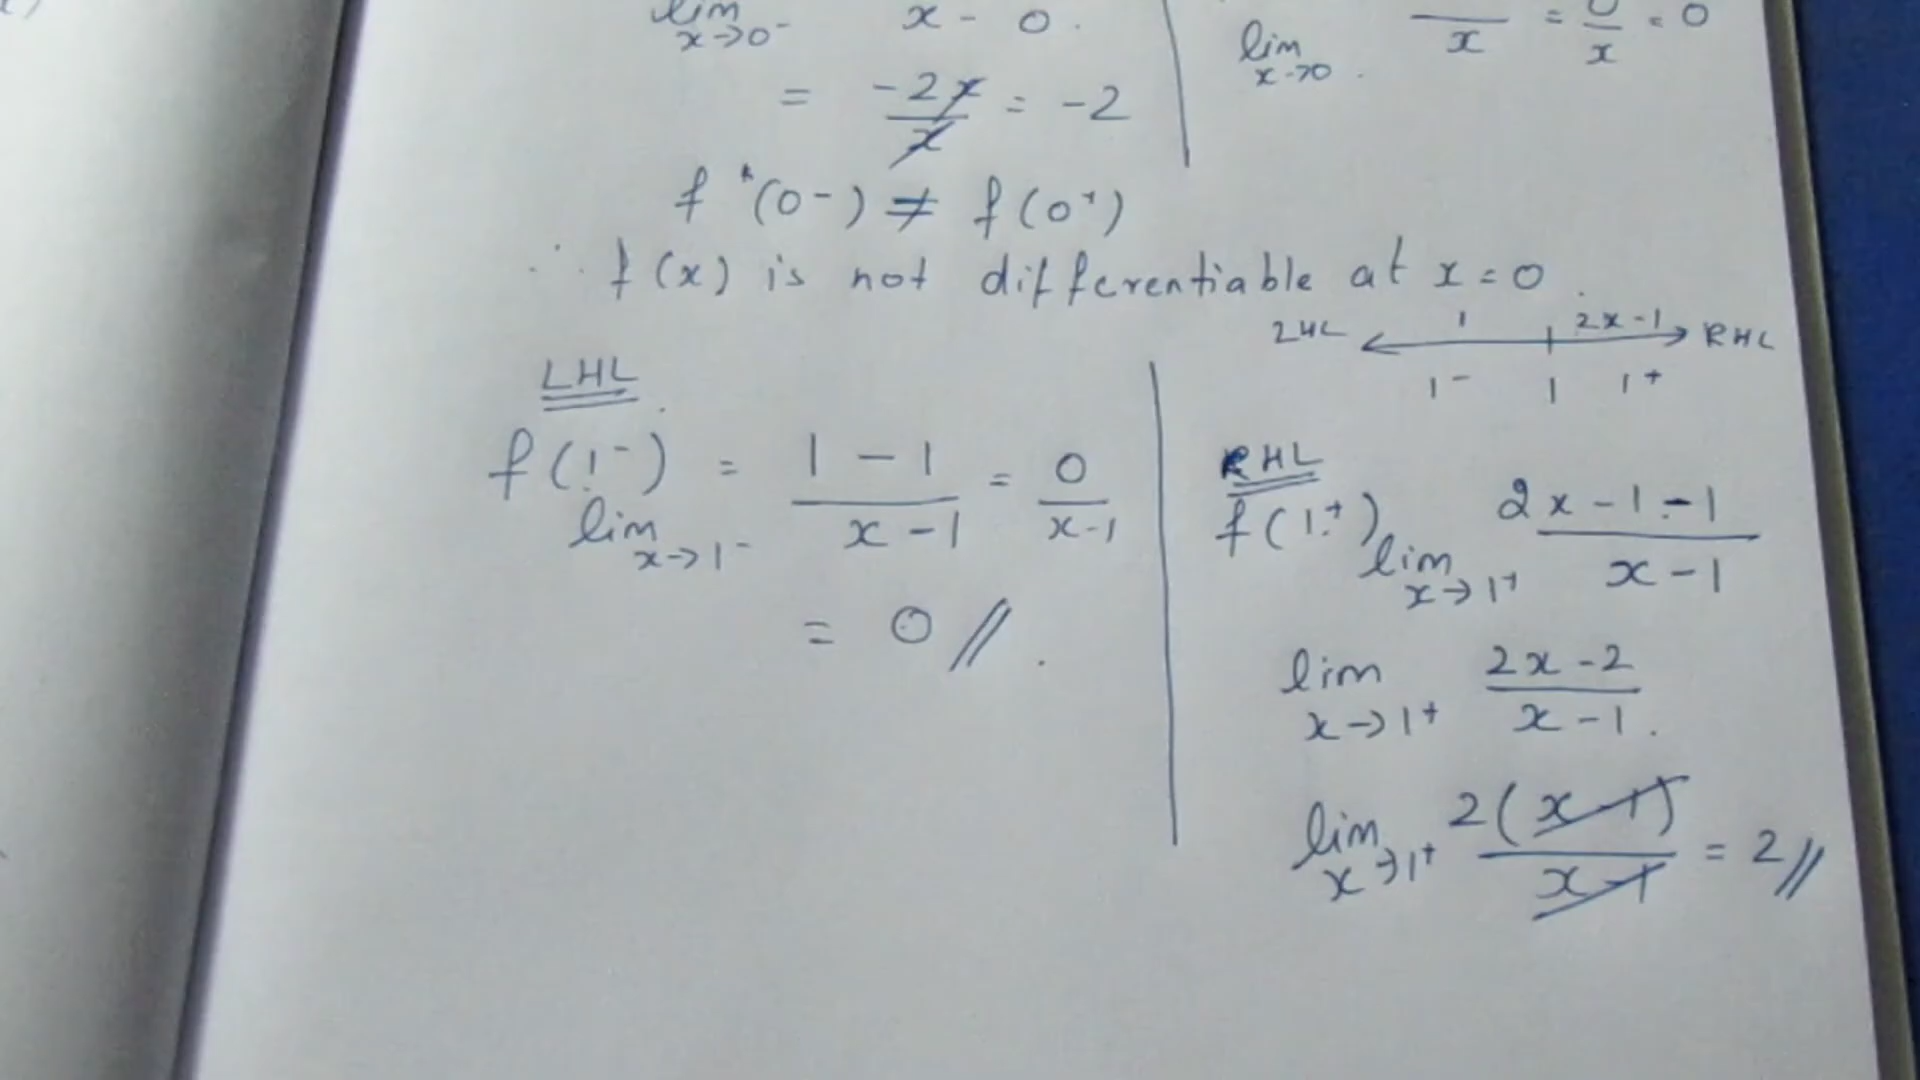 lim x→0⁻ x - 0
= -2x/x = -2
lim x→0 /x = 0/x = 0
f '(0-) ≠ f(0⁺)
∴ f(x) is not differentiable at x=0
LHL ← 1 | 2x-1 → RHL
1⁻ 1 1⁺
LHL
f(1⁻) = lim x→1⁻ (1-1)/(x-1) = 0/(x-1)
= 0 //
RHL
f(1⁺) lim x→1⁺ (2x-1-1)/(x-1)
lim x→1⁺ (2x-2)/(x-1)
lim x→1⁺ 2(x-1)/(x-1) = 2 //